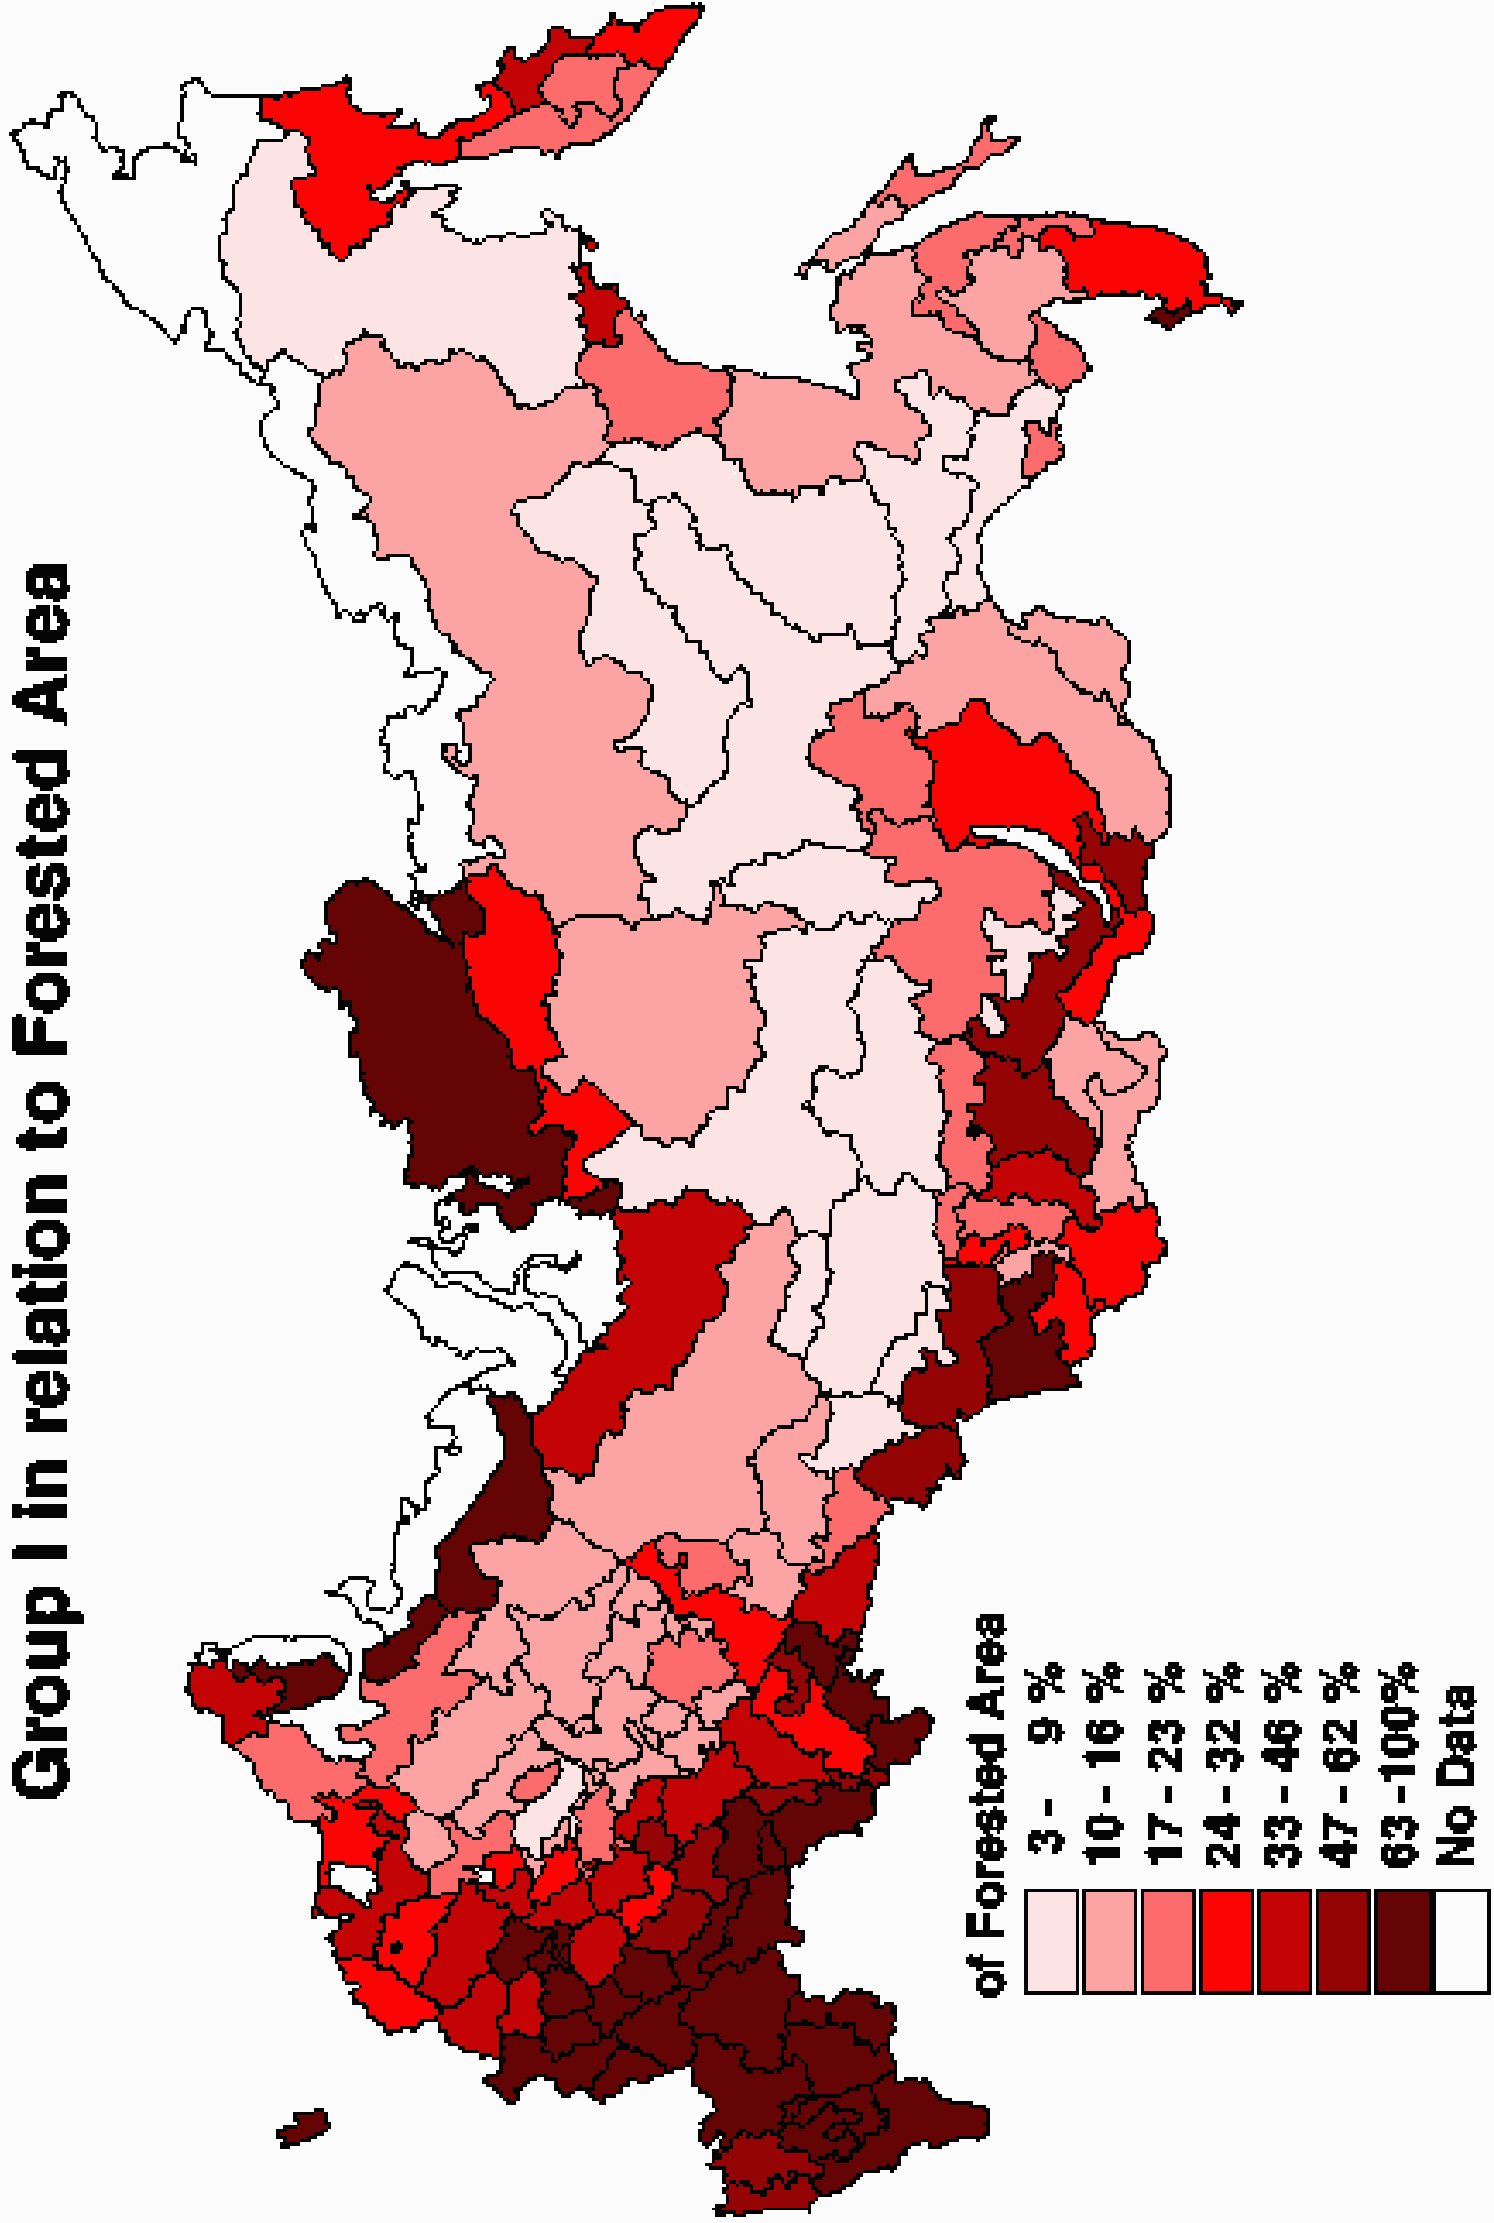 Group I in relation to Forested Area
of Forested Area
3 - 9 %
10 - 16 %
17 - 23 %
24 - 32 %
33 - 46 %
47 - 62 %
63 -100%
No Data